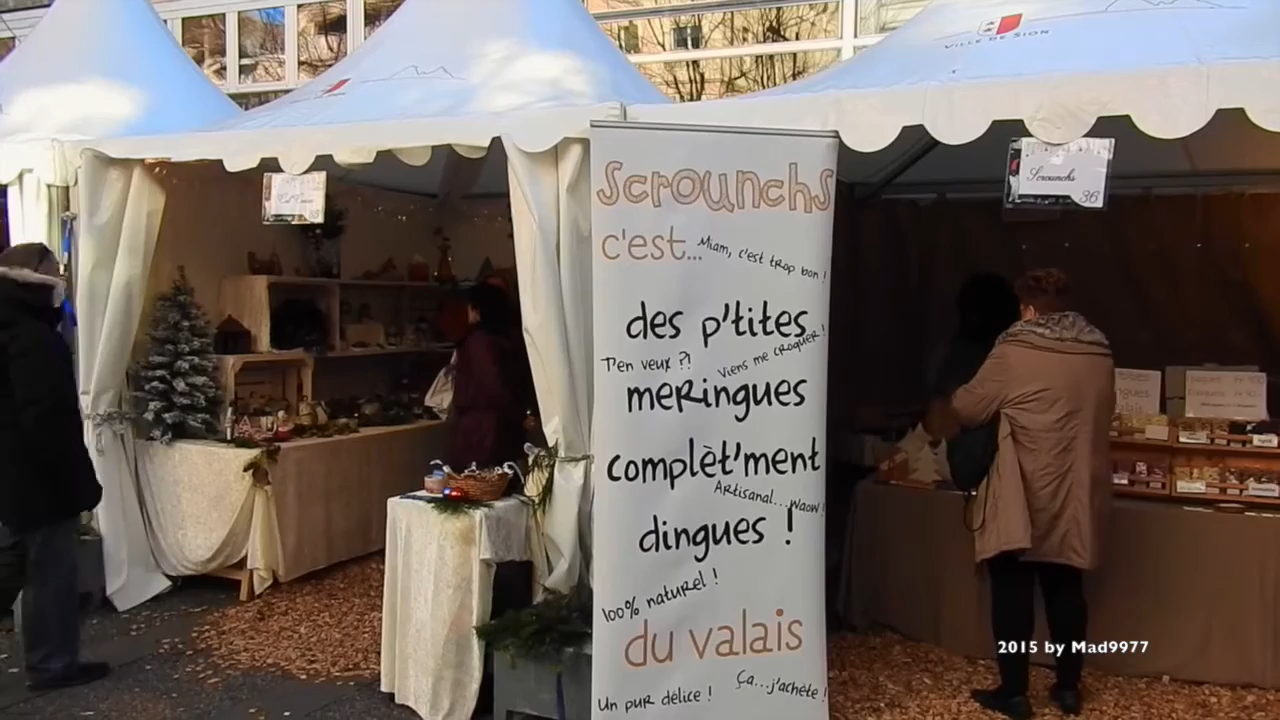 VILLE DE SION
Scrounchs
36
Scrounchs
c'est...
Miam, c'est trop bon !
des p'tites
T'en veux ?!
Viens me croquer !
meringues
complèt'ment
Artisanal...waow !
dingues !
100% naturel !
du valais
Ça...j'achète !
Un pur délice !
2015 by Mad9977